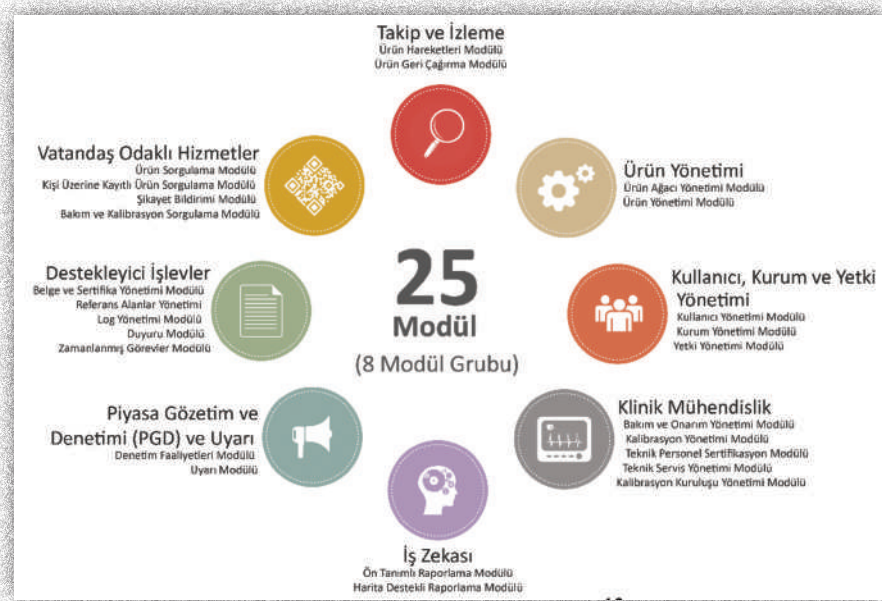 Takip ve İzleme
Ürün Hareketleri Modülü
Ürün Geri Çağırma Modülü
Vatandaş Odaklı Hizmetler
Ürün Sorgulama Modülü
Kişi Üzerine Kayıtlı Ürün Sorgulama Modülü
Şikayet Bildirimi Modülü
Bakım ve Kalibrasyon Sorgulama Modülü
Ürün Yönetimi
Ürün Ağacı Yönetimi Modülü
Ürün Yönetimi Modülü
Destekleyici İşlevler
Belge ve Sertifika Yönetimi Modülü
Referans Alanlar Yönetimi
Log Yönetimi Modülü
Duyuru Modülü
Zamanlanmış Görevler Modülü
25
Modül
(8 Modül Grubu)
Kullanıcı, Kurum ve Yetki
Yönetimi
Kullanıcı Yönetimi Modülü
Kurum Yönetimi Modülü
Yetki Yönetimi Modülü
Piyasa Gözetim ve
Denetimi (PGD) ve Uyarı
Denetim Faaliyetleri Modülü
Uyarı Modülü
Klinik Mühendislik
Bakım ve Onarım Yönetimi Modülü
Kalibrasyon Yönetimi Modülü
Teknik Personel Sertifikasyon Modülü
Teknik Servis Yönetimi Modülü
Kalibrasyon Kuruluşu Yönetimi Modülü
İş Zekası
Ön Tanımlı Raporlama Modülü
Harita Destekli Raporlama Modülü